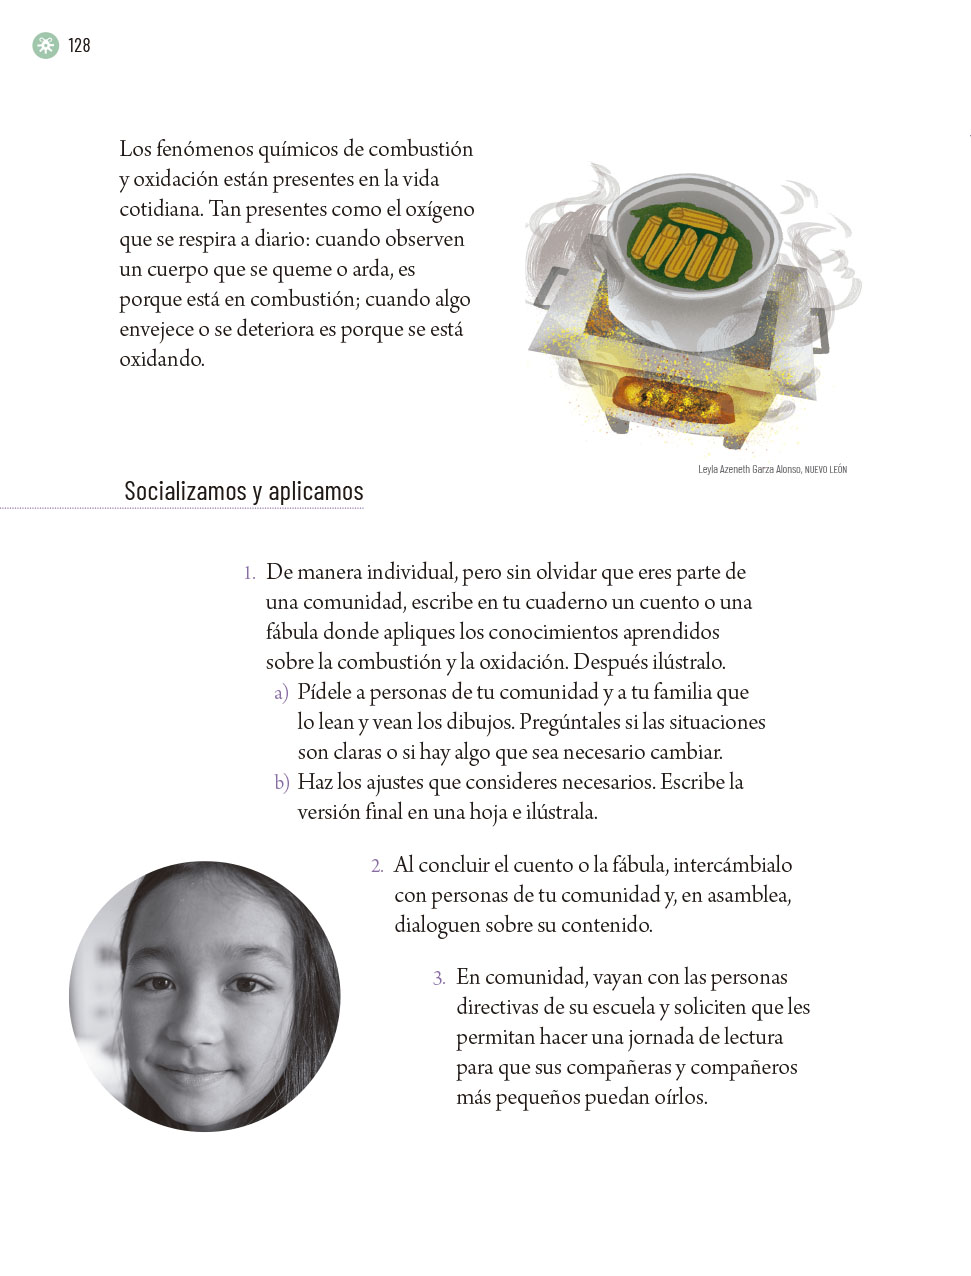 128
Los fenómenos químicos de combustión
y oxidación están presentes en la vida
cotidiana. Tan presentes como el oxígeno
que se respira a diario: cuando observen
un cuerpo que se queme o arda, es
porque está en combustión; cuando algo
envejece o se deteriora es porque se está
oxidando.
Leyla Azeneth Garza Alonso, NUEVO LEÓN
Socializamos y aplicamos
1. De manera individual, pero sin olvidar que eres parte de
una comunidad, escribe en tu cuaderno un cuento o una
fábula donde apliques los conocimientos aprendidos
sobre la combustión y la oxidación. Después ilústralo.
a) Pídele a personas de tu comunidad y a tu familia que
lo lean y vean los dibujos. Pregúntales si las situaciones
son claras o si hay algo que sea necesario cambiar.
b) Haz los ajustes que consideres necesarios. Escribe la
versión final en una hoja e ilústrala.
2. Al concluir el cuento o la fábula, intercámbialo
con personas de tu comunidad y, en asamblea,
dialoguen sobre su contenido.
3. En comunidad, vayan con las personas
directivas de su escuela y soliciten que les
permitan hacer una jornada de lectura
para que sus compañeras y compañeros
más pequeños puedan oírlos.